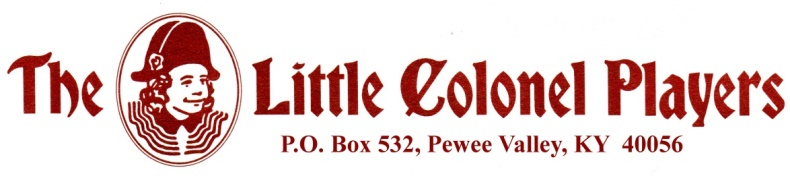 The Little Colonel Players
P.O. Box 532, Pewee Valley, KY 40056